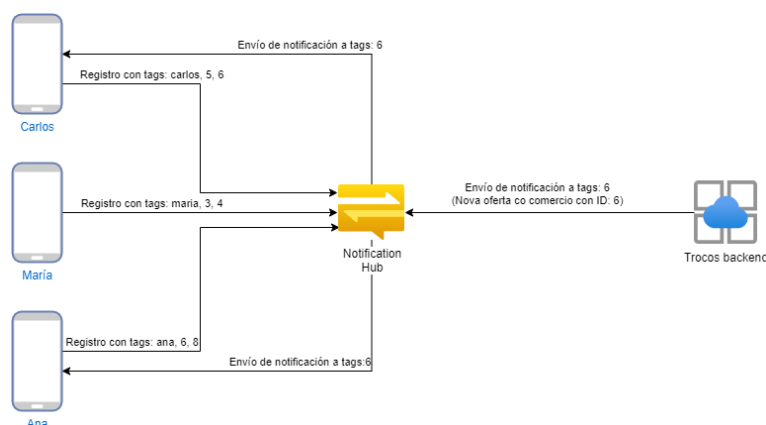 Envío de notificación a tags: 6
Registro con tags: carlos, 5, 6
Carlos
Registro con tags: maria, 3, 4
María
Envío de notificación a tags: 6
(Nova oferta co comercio con ID: 6)
Notification
Hub
Trocos backend
Registro con tags: ana, 6, 8
Envío de notificación a tags:6
Ana